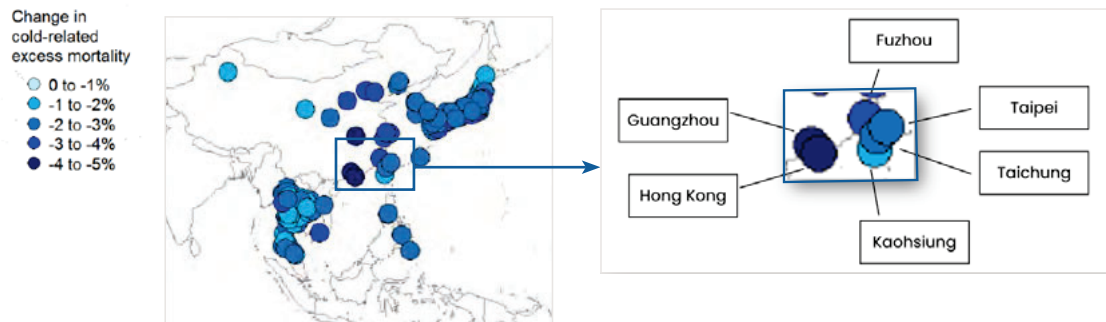 Change in
cold-related
excess mortality
0 to -1%
-1 to -2%
-2 to -3%
-3 to -4%
-4 to -5%
Fuzhou
Guangzhou
Taipei
Hong Kong
Taichung
Kaohsiung